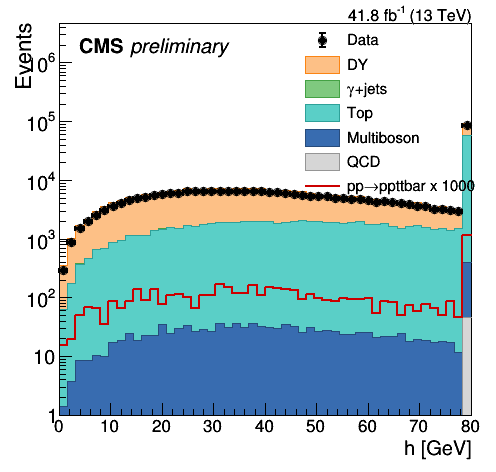 41.8 fb⁻¹ (13 TeV)
CMS preliminary
Events
Data
DY
γ+jets
Top
Multiboson
QCD
pp→ppttbar x 1000
10⁶
10⁵
10⁴
10³
10²
10
1
0 10 20 30 40 50 60 70 80
h [GeV]